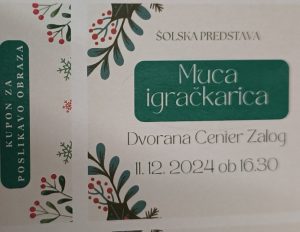 KUPON ZA
POSLIKAVO OBRAZA
ŠOLSKA PREDSTAVA
Muca
igračkarica
Dvorana Center Zalog
11. 12. 2024 ob 16.30